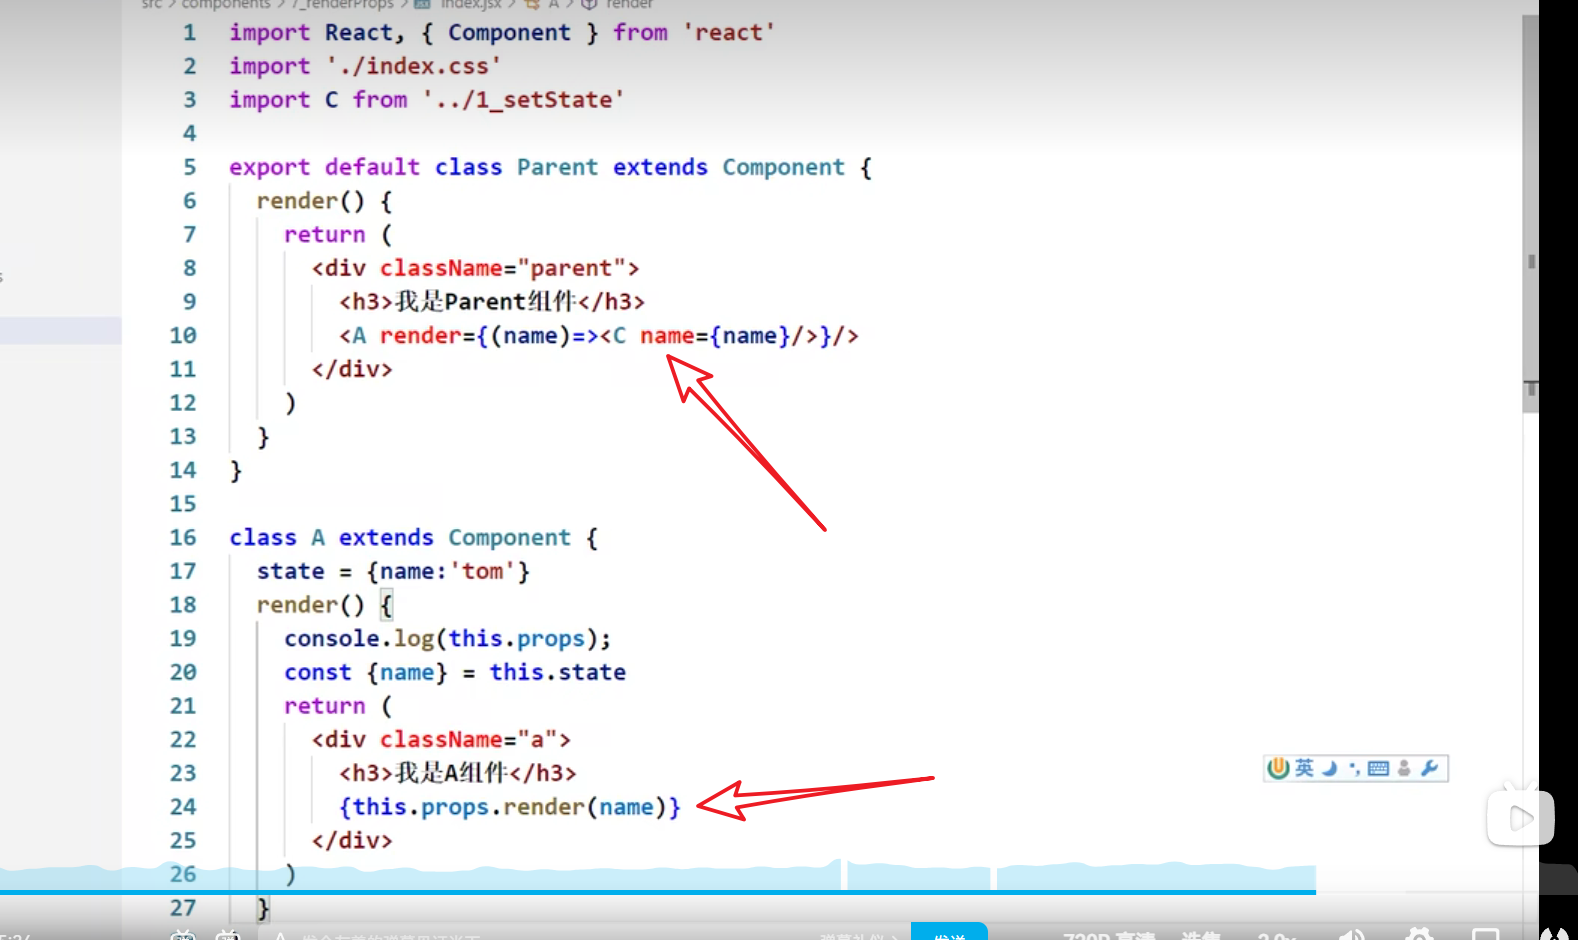 src > components > 7_renderProps > index.jsx > A > render
1 import React, { Component } from 'react'
2 import './index.css'
3 import C from '../1_setState'
4
5 export default class Parent extends Component {
6 render() {
7 return (
8 <div className="parent">
9 <h3>我是Parent组件</h3>
10 <A render={(name)=><C name={name}/>}/>
11 </div>
12 )
13 }
14 }
15
16 class A extends Component {
17 state = {name:'tom'}
18 render() {
19 console.log(this.props);
20 const {name} = this.state
21 return (
22 <div className="a">
23 <h3>我是A组件</h3>
24 {this.props.render(name)}
25 </div>
26 )
27 }
英
720P 高清 选集 2.0x